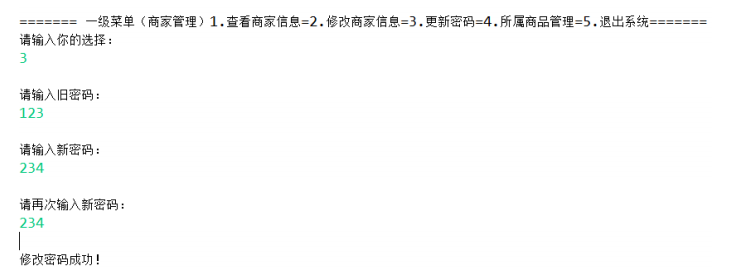 ======= 一级菜单（商家管理）1.查看商家信息=2.修改商家信息=3.更新密码=4.所属商品管理=5.退出系统=======
请输入你的选择：
3
请输入旧密码：
123
请输入新密码：
234
请再次输入新密码：
234
修改密码成功！